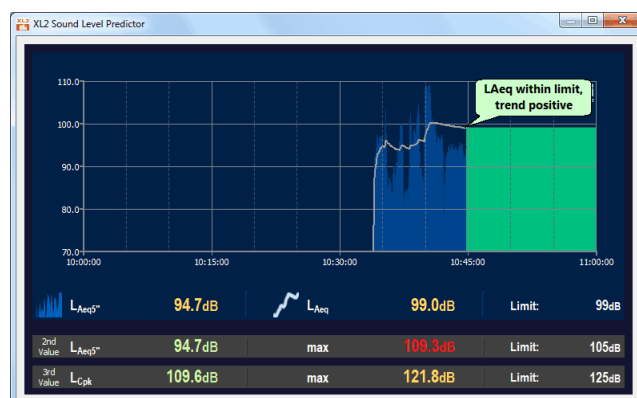 XL2 Sound Level Predictor
LAeq within limit,
trend positive
110.0
100.0
90.0
80.0
70.0
10:00:00 10:15:00 10:30:00 10:45:00 11:00:00
LAeq5" 94.7dB LAeq 99.0dB Limit: 99dB
2nd Value LAeq5" 94.7dB max 109.3dB Limit: 105dB
3rd Value LCpk 109.6dB max 121.8dB Limit: 125dB